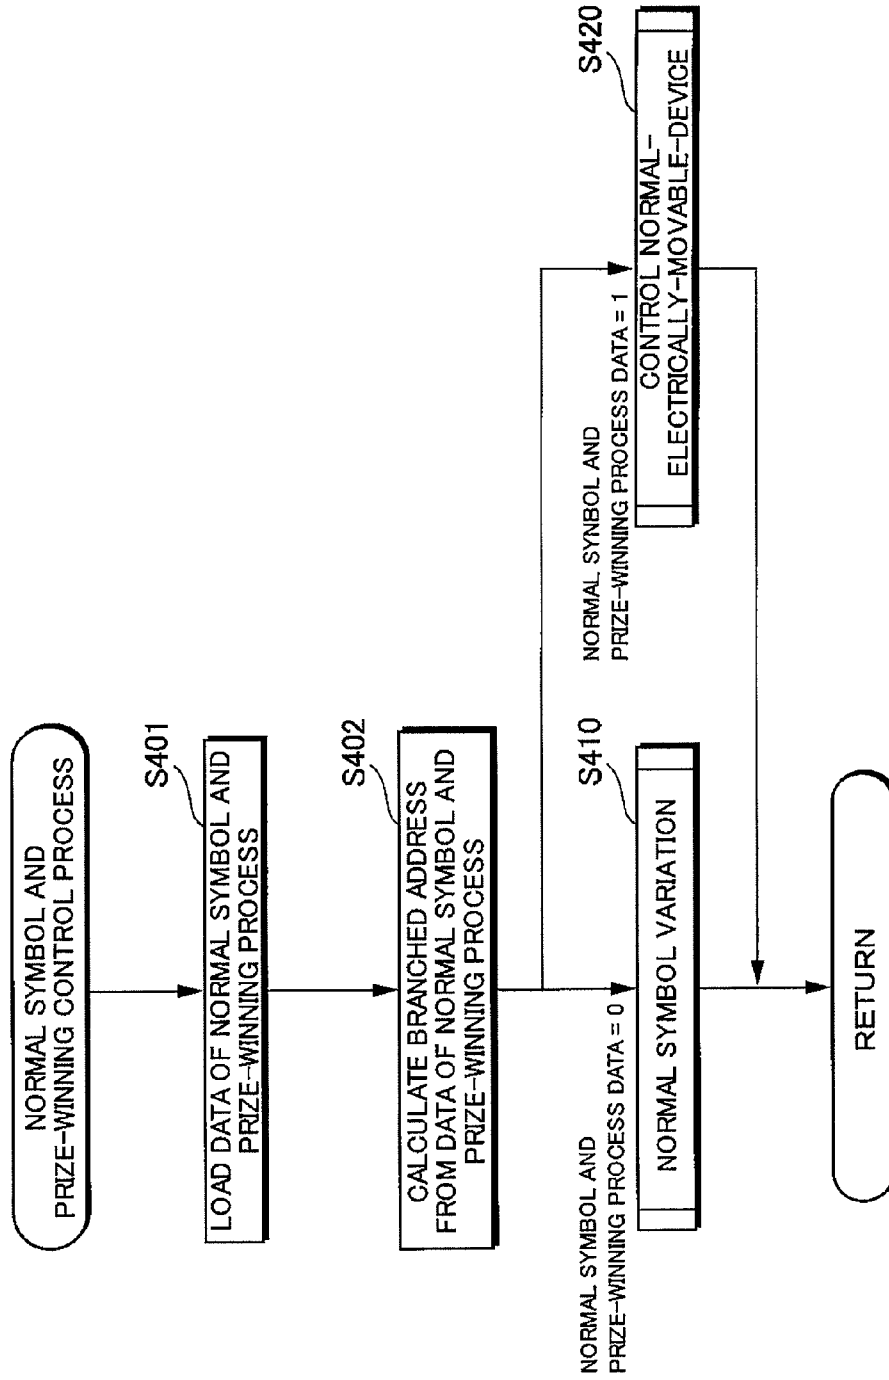 NORMAL SYMBOL AND
PRIZE-WINNING CONTROL PROCESS
S401
LOAD DATA OF NORMAL SYMBOL AND
PRIZE-WINNING PROCESS
S402
CALCULATE BRANCHED ADDRESS
FROM DATA OF NORMAL SYMBOL AND
PRIZE-WINNING PROCESS
NORMAL SYMBOL AND
PRIZE-WINNING PROCESS DATA = 0
S410
NORMAL SYMBOL VARIATION
NORMAL SYNBOL AND
PRIZE-WINNING PROCESS DATA = 1
S420
CONTROL NORMAL-
ELECTRICALLY-MOVABLE-DEVICE
RETURN